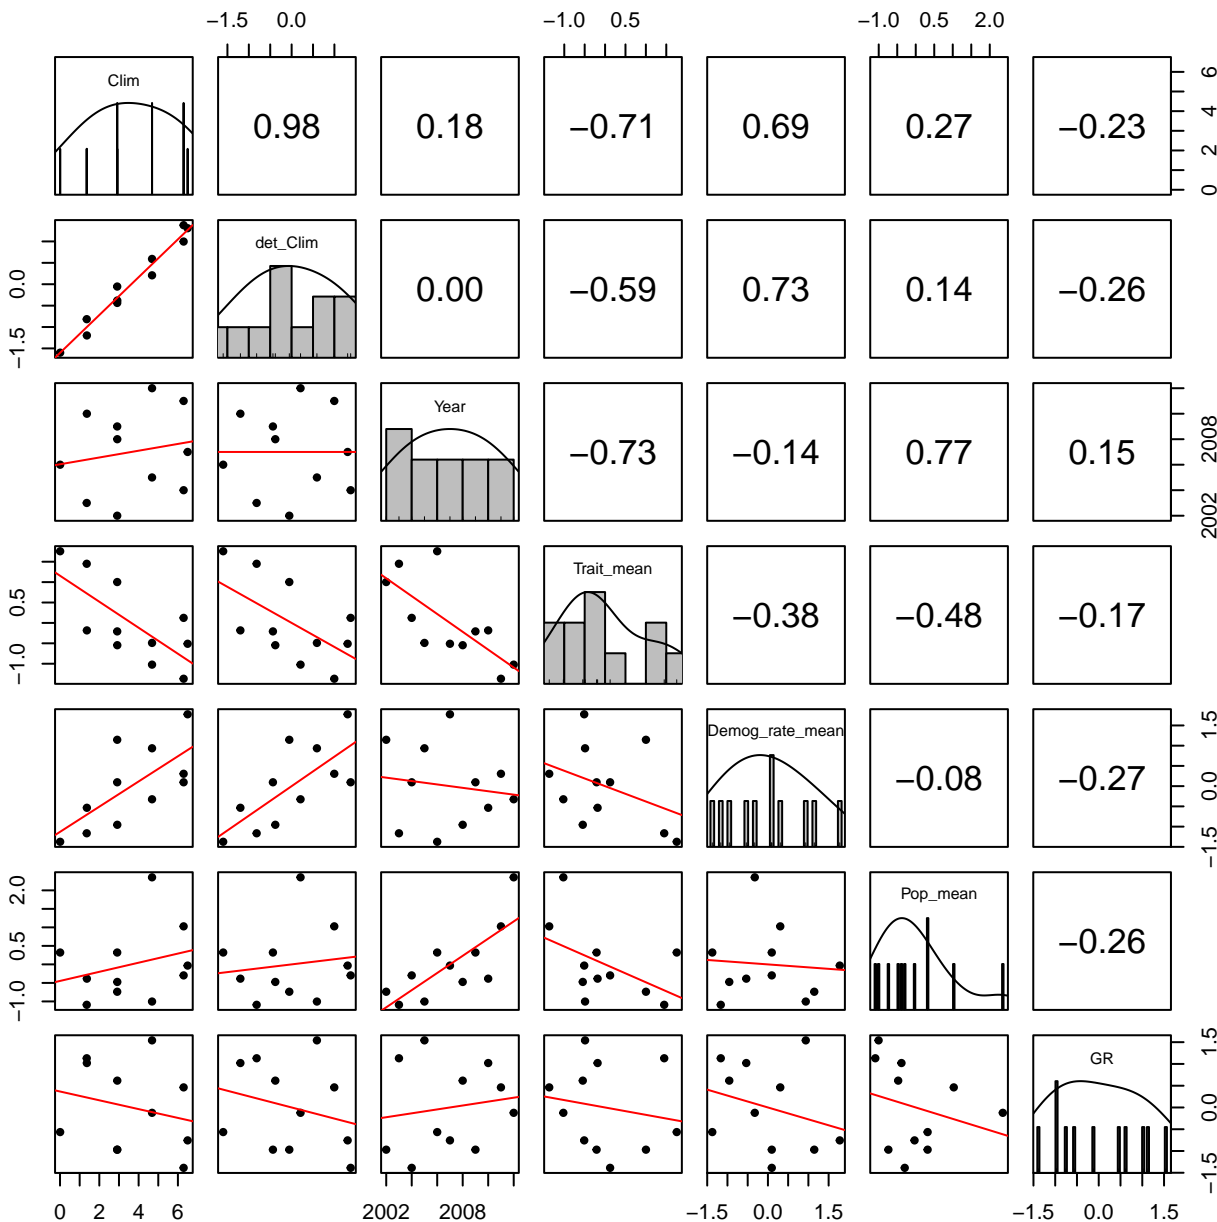 −1.5 0.0 −1.0 0.5 −1.0 0.5 2.0
Clim 0.98 0.18 −0.71 0.69 0.27 −0.23 0 2 4 6
−1.5 0.0 det_Clim 0.00 −0.59 0.73 0.14 −0.26
Year −0.73 −0.14 0.77 0.15 2002 2008
−1.0 0.5 Trait_mean −0.38 −0.48 −0.17
Demog_rate_mean −0.08 −0.27 −1.5 0.0 1.5
−1.0 0.5 2.0 Pop_mean −0.26
GR −1.5 0.0 1.5
0 2 4 6 2002 2008 −1.5 0.0 1.5 −1.5 0.0 1.5